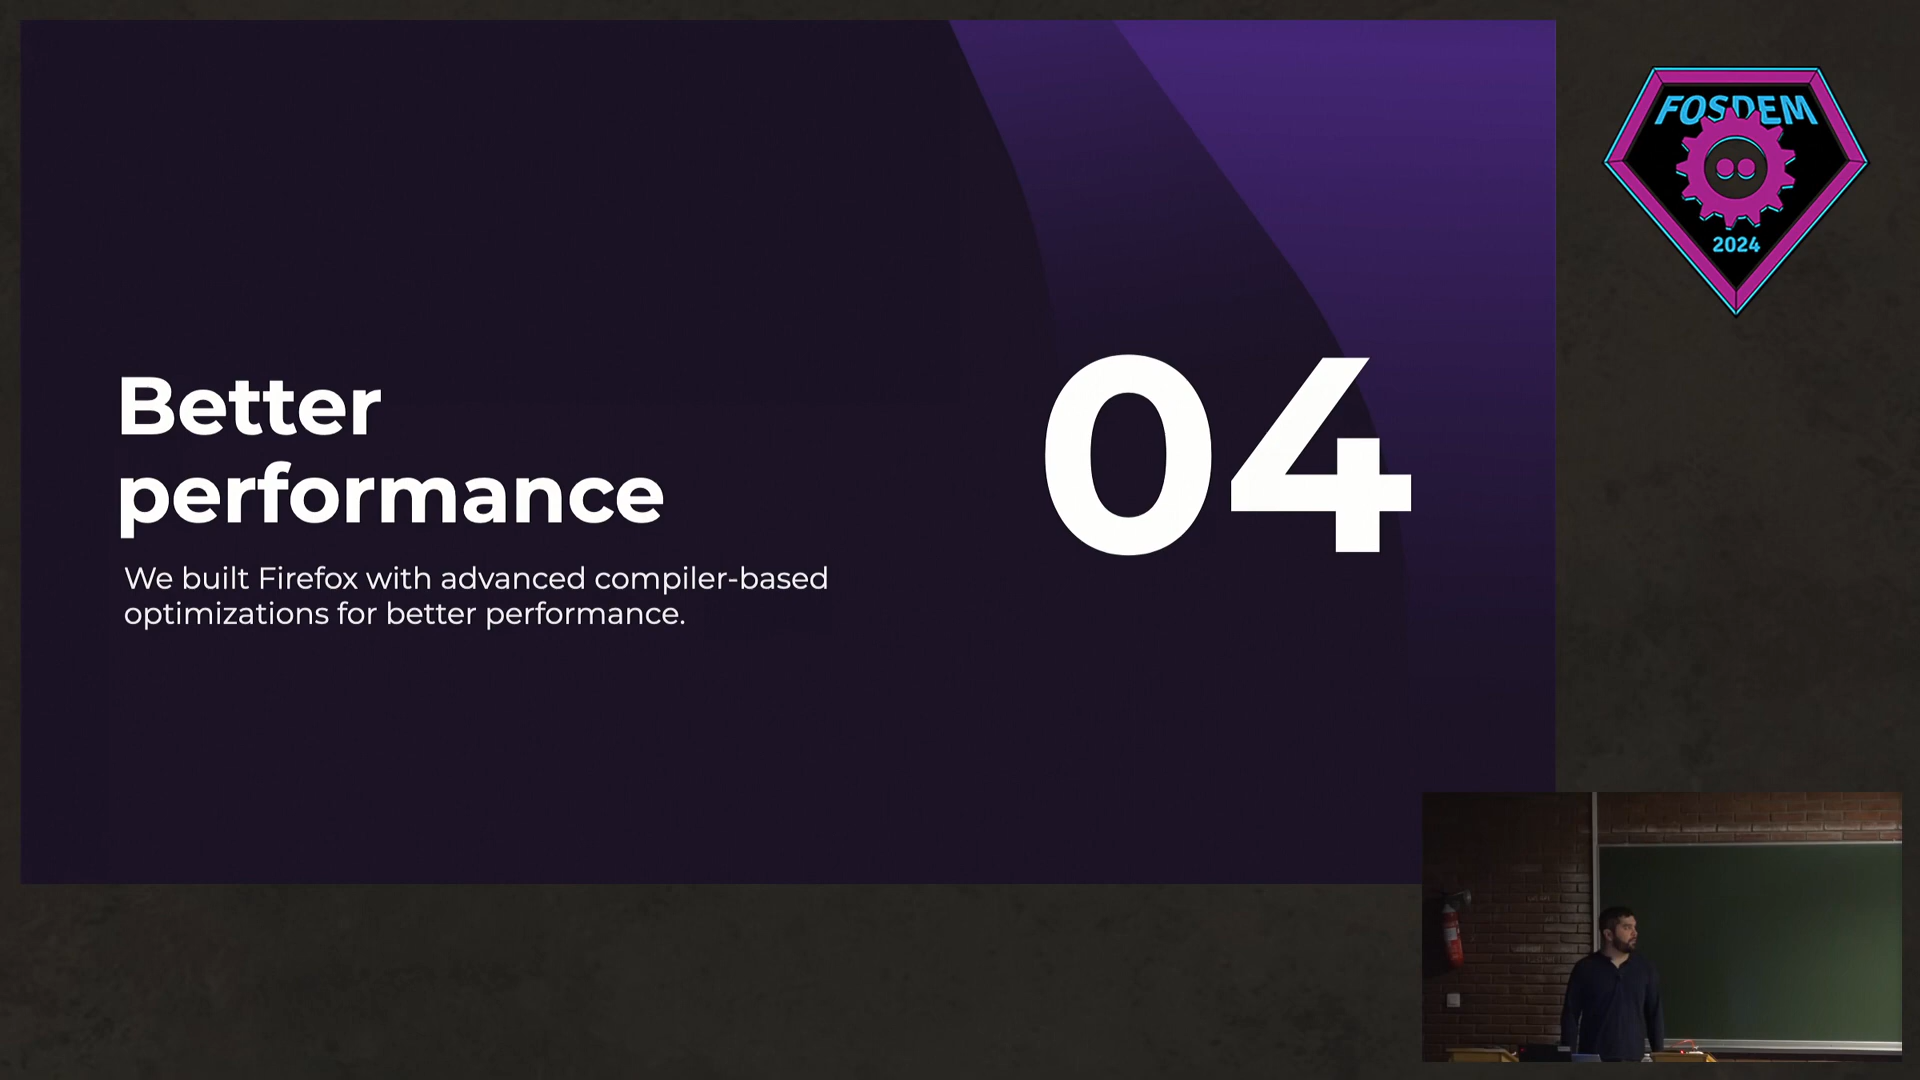 Better
performance
We built Firefox with advanced compiler-based
optimizations for better performance.
04
FOSDEM
2024